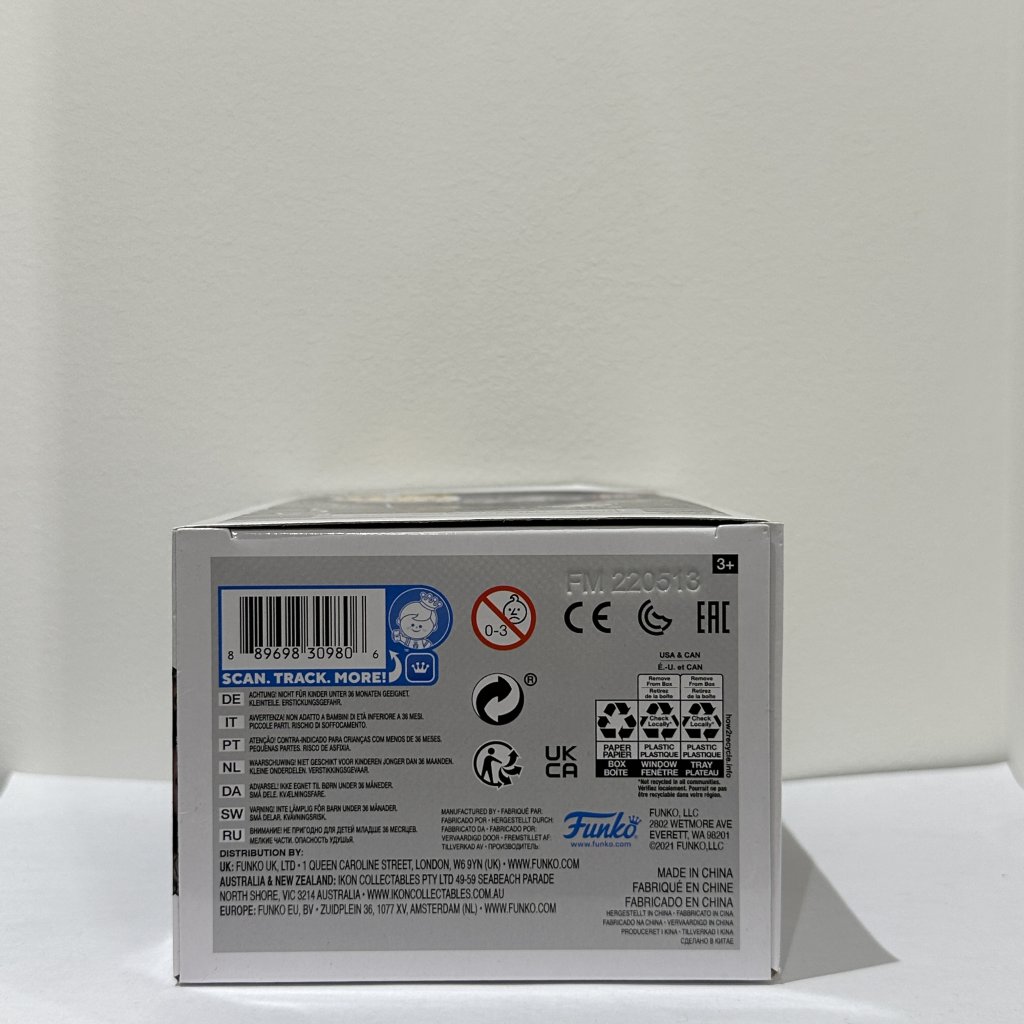 3+
FM 220513
8 89698 30980 6
SCAN. TRACK. MORE!
0-3
CE
EAC
®
UK
CA
USA & CAN
É.-U. et CAN
Remove From Box
Retirez de la boîte
Remove From Box
Retirez de la boîte
Check Locally*
Check Locally*
PAPER PAPIER
PLASTIC PLASTIQUE
PLASTIC PLASTIQUE
BOX BOÎTE
WINDOW FENÊTRE
TRAY PLATEAU
how2recycle.info
*Not recycled in all communities.
Vérifiez localement. Pourrait ne pas
être recyclable dans votre région.
DE ACHTUNG! NICHT FÜR KINDER UNTER 36 MONATEN GEEIGNET.
KLEINTEILE. ERSTICKUNGSGEFAHR.
IT AVVERTENZA! NON ADATTO A BAMBINI DI ETÀ INFERIORE A 36 MESI.
PICCOLE PARTI. RISCHIO DI SOFFOCAMENTO.
PT ATENÇÃO! CONTRA-INDICADO PARA CRIANÇAS COM MENOS DE 36 MESES.
PEQUENAS PARTES. RISCO DE ASFIXIA.
NL WAARSCHUWING! NIET GESCHIKT VOOR KINDEREN JONGER DAN 36 MAANDEN.
KLEINE ONDERDELEN. VERSTIKKINGSGEVAAR.
DA ADVARSEL! IKKE EGNET TIL BØRN UNDER 36 MÅNEDER.
SMÅ DELE. KVÆLNINGSFARE.
SW VARNING! INTE LÄMPLIG FÖR BARN UNDER 36 MÅNADER.
SMÅ DELAR. KVÄVNINGSRISK.
RU ВНИМАНИЕ! НЕ ПРИГОДНО ДЛЯ ДЕТЕЙ МЛАДШЕ 36 МЕСЯЦЕВ.
МЕЛКИЕ ЧАСТИ. ОПАСНОСТЬ УДУШЬЯ.
MANUFACTURED BY • FABRIQUÉ PAR:
FABRICADO POR • HERGESTELLT DURCH:
FABBRICATO DA • FABRICADO POR:
VERVAARDIGD DOOR • FREMSTILLET AF:
TILLVERKAD AV • ПРОИЗВОДИТЕЛЬ:
Funko®
www.funko.com
FUNKO, LLC
2802 WETMORE AVE
EVERETT, WA 98201
©2021 FUNKO,LLC
DISTRIBUTION BY:
UK: FUNKO UK, LTD • 1 QUEEN CAROLINE STREET, LONDON, W6 9YN (UK) • WWW.FUNKO.COM
AUSTRALIA & NEW ZEALAND: IKON COLLECTABLES PTY LTD 49-59 SEABEACH PARADE
NORTH SHORE, VIC 3214 AUSTRALIA • WWW.IKONCOLLECTABLES.COM.AU
EUROPE: FUNKO EU, BV • ZUIDPLEIN 36, 1077 XV, AMSTERDAM (NL) • WWW.FUNKO.COM
MADE IN CHINA
FABRIQUÉ EN CHINE
FABRICADO EN CHINA
HERGESTELLT IN CHINA • FABBRICATO IN CINA
FABRICADO NA CHINA • VERVAARDIGD IN CHINA
PRODUCERET I KINA • TILLVERKAD I KINA
СДЕЛАНО В КИТАЕ